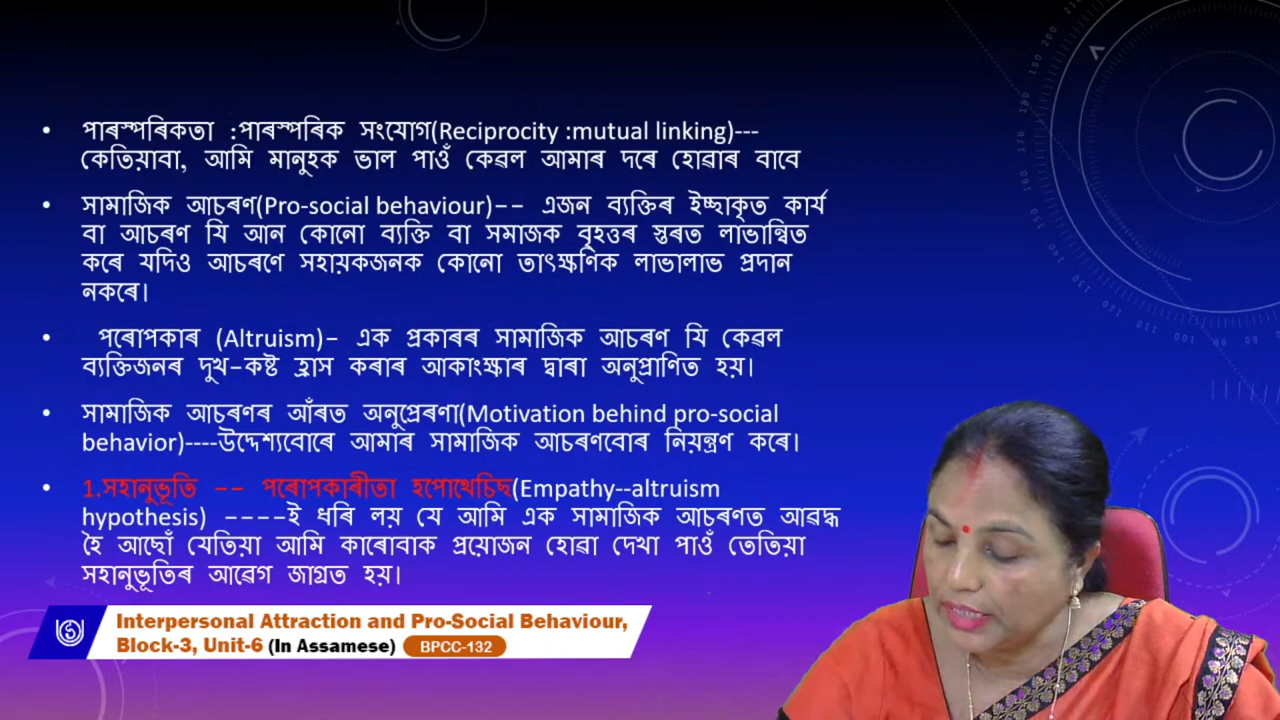 • পাৰস্পৰিকতা :পাৰস্পৰিক সংযোগ(Reciprocity :mutual linking)---
কেতিয়াবা, আমি মানুহক ভাল পাওঁ কেৱল আমাৰ দৰে হোৱাৰ বাবে
• সামাজিক আচৰণ(Pro-social behaviour)-- এজন ব্যক্তিৰ ইচ্ছাকৃত কাৰ্য
বা আচৰণ যি আন কোনো ব্যক্তি বা সমাজক বৃহত্তৰ স্তৰত লাভান্বিত
কৰে যদিও আচৰণে সহায়কজনক কোনো তাৎক্ষণিক লাভালাভ প্ৰদান
নকৰে।
• পৰোপকাৰ (Altruism)- এক প্ৰকাৰৰ সামাজিক আচৰণ যি কেৱল
ব্যক্তিজনৰ দুখ-কষ্ট হ্ৰাস কৰাৰ আকাংক্ষাৰ দ্বাৰা অনুপ্ৰাণিত হয়।
• সামাজিক আচৰণৰ আঁৰত অনুপ্ৰেৰণা(Motivation behind pro-social
behavior)----উদ্দেশ্যবোৰে আমাৰ সামাজিক আচৰণবোৰ নিয়ন্ত্ৰণ কৰে।
• 1.সহানুভূতি -- পৰোপকাৰীতা হপোথেচিছ(Empathy--altruism
hypothesis) ----ই ধৰি লয় যে আমি এক সামাজিক আচৰণত আৱদ্ধ
হৈ আছোঁ যেতিয়া আমি কাৰোবাক প্ৰয়োজন হোৱা দেখা পাওঁ তেতিয়া
সহানুভূতিৰ আৱেগ জাগ্ৰত হয়।
Interpersonal Attraction and Pro-Social Behaviour,
Block-3, Unit-6 (In Assamese) BPCC-132